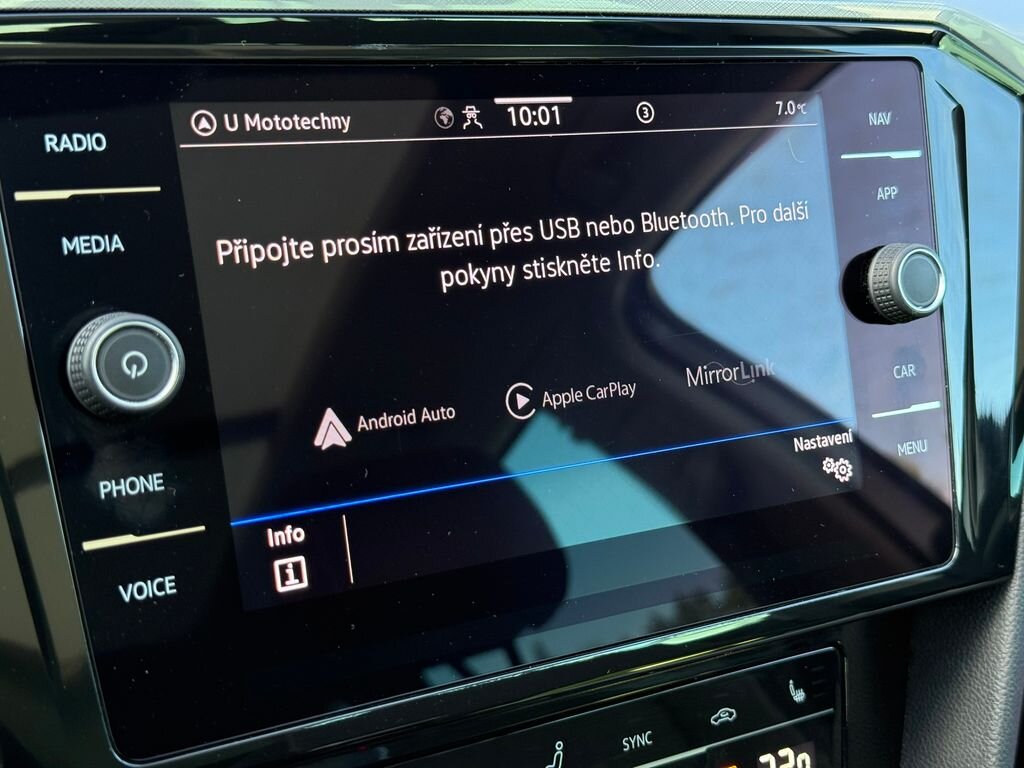 RADIO
MEDIA
PHONE
VOICE
U Mototechny
10:01
3
7.0°C
Připojte prosím zařízení přes USB nebo Bluetooth. Pro další
pokyny stiskněte Info.
Android Auto
Apple CarPlay
MirrorLink
Nastavení
Info
i
NAV
APP
CAR
MENU
SYNC